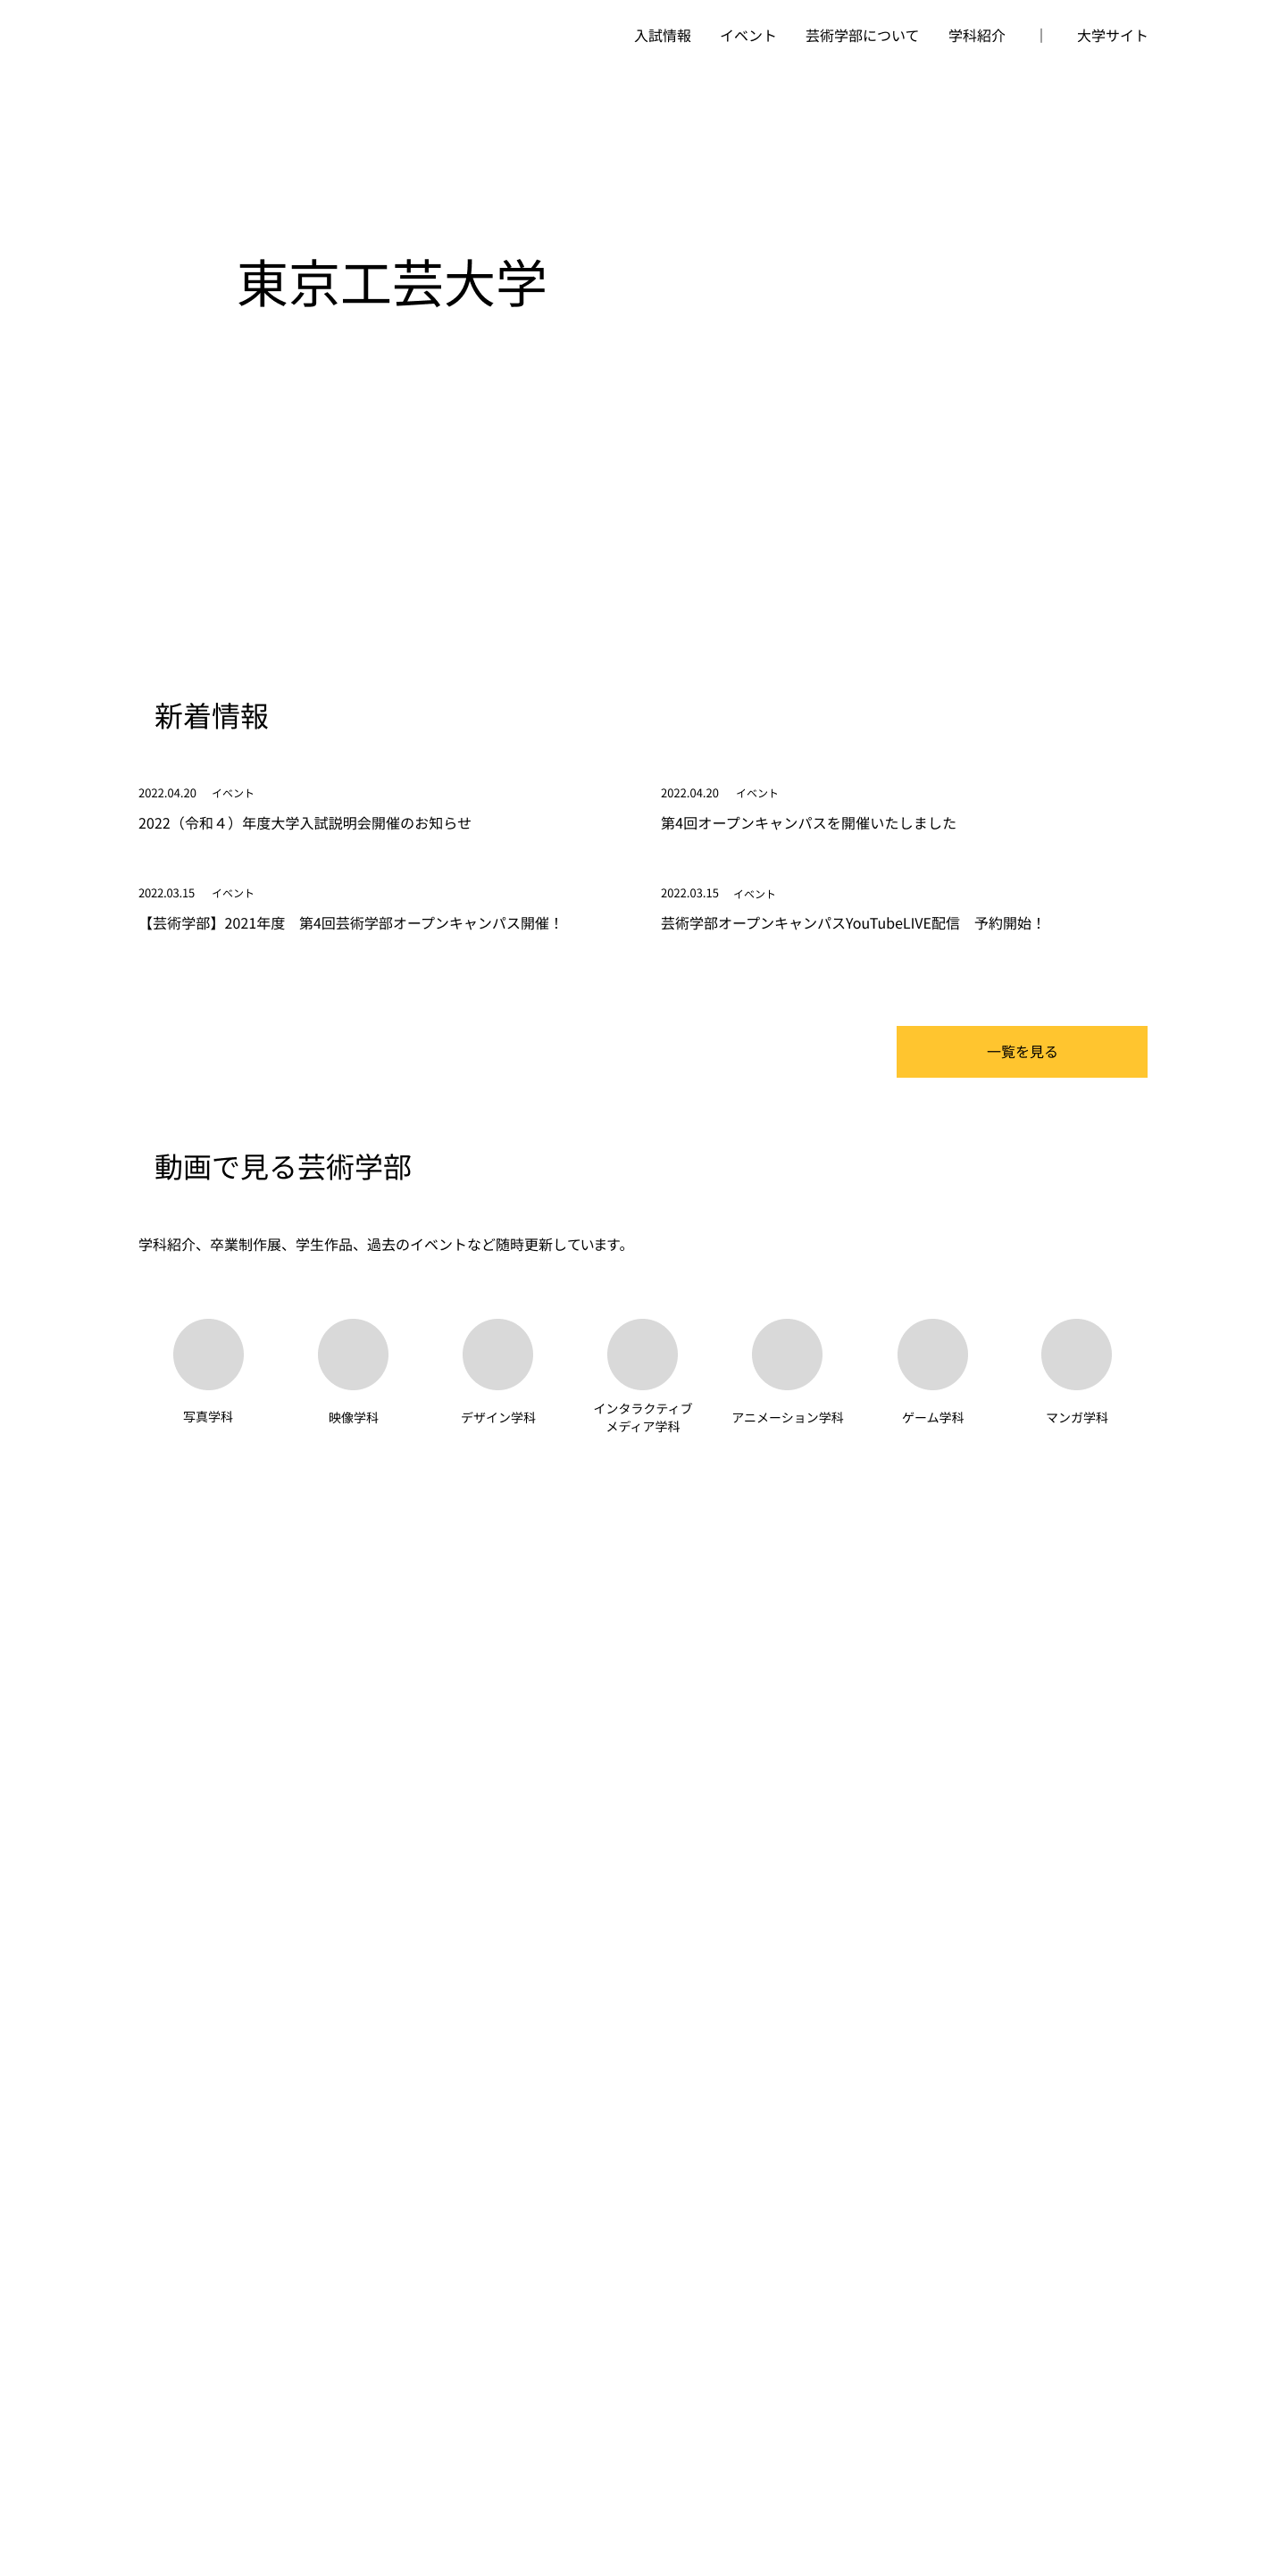 入試情報 イベント 芸術学部について 学科紹介 ｜ 大学サイト
東京工芸大学
新着情報
2022.04.20 イベント
2022（令和４）年度大学入試説明会開催のお知らせ
2022.04.20 イベント
第4回オープンキャンパスを開催いたしました
2022.03.15 イベント
【芸術学部】2021年度　第4回芸術学部オープンキャンパス開催！
2022.03.15 イベント
芸術学部オープンキャンパスYouTubeLIVE配信　予約開始！
一覧を見る
動画で見る芸術学部
学科紹介、卒業制作展、学生作品、過去のイベントなど随時更新しています。
写真学科
映像学科
デザイン学科
インタラクティブ
メディア学科
アニメーション学科
ゲーム学科
マンガ学科